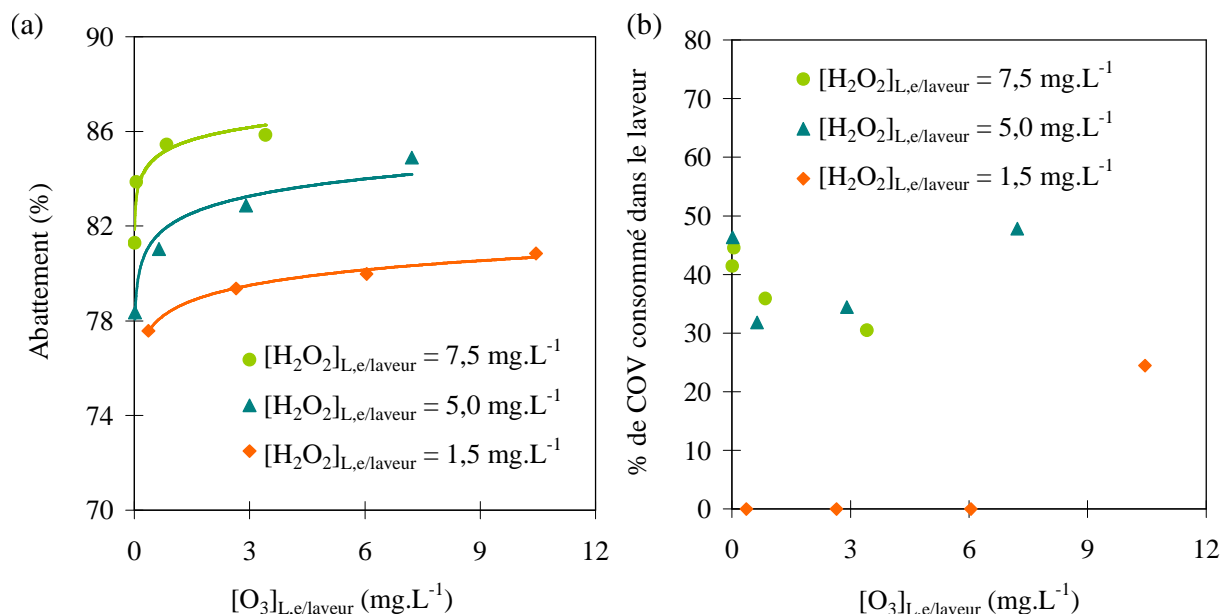 (a)
90
86
82
78
74
70
Abattement (%)
[H2O2]L,e/laveur = 7,5 mg.L-1
[H2O2]L,e/laveur = 5,0 mg.L-1
[H2O2]L,e/laveur = 1,5 mg.L-1
0 3 6 9 12
[O3]L,e/laveur (mg.L-1)
(b)
80
70
60
50
40
30
20
10
0
% de COV consommé dans le laveur
[H2O2]L,e/laveur = 7,5 mg.L-1
[H2O2]L,e/laveur = 5,0 mg.L-1
[H2O2]L,e/laveur = 1,5 mg.L-1
0 3 6 9 12
[O3]L,e/laveur (mg.L-1)